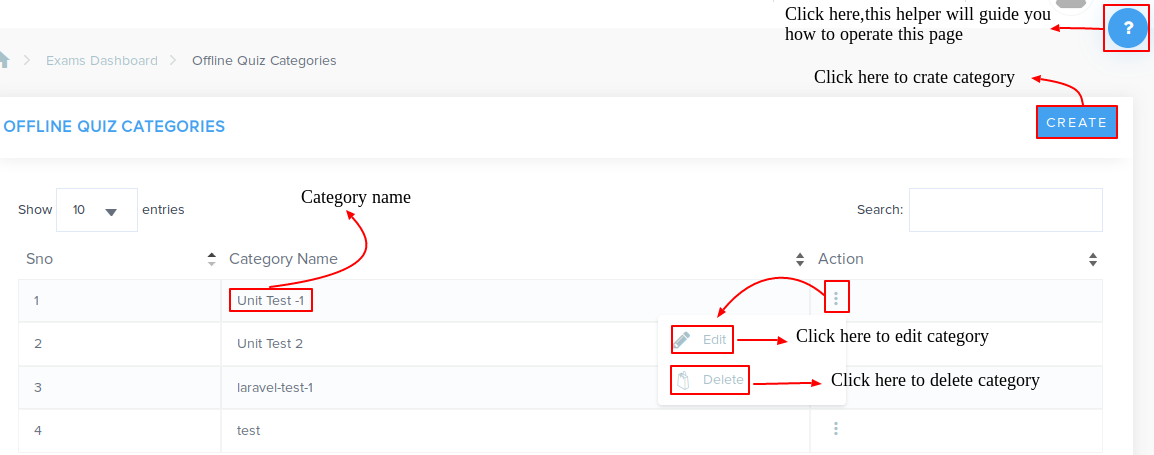 Click here,this helper will guide you
how to operate this page
?
Exams Dashboard Offline Quiz Categories
Click here to crate category
OFFLINE QUIZ CATEGORIES
CREATE
Category name
Show 10 entries Search:
Sno Category Name Action
1 Unit Test -1
2 Unit Test 2
Edit Click here to edit category
3 laravel-test-1
Delete Click here to delete category
4 test